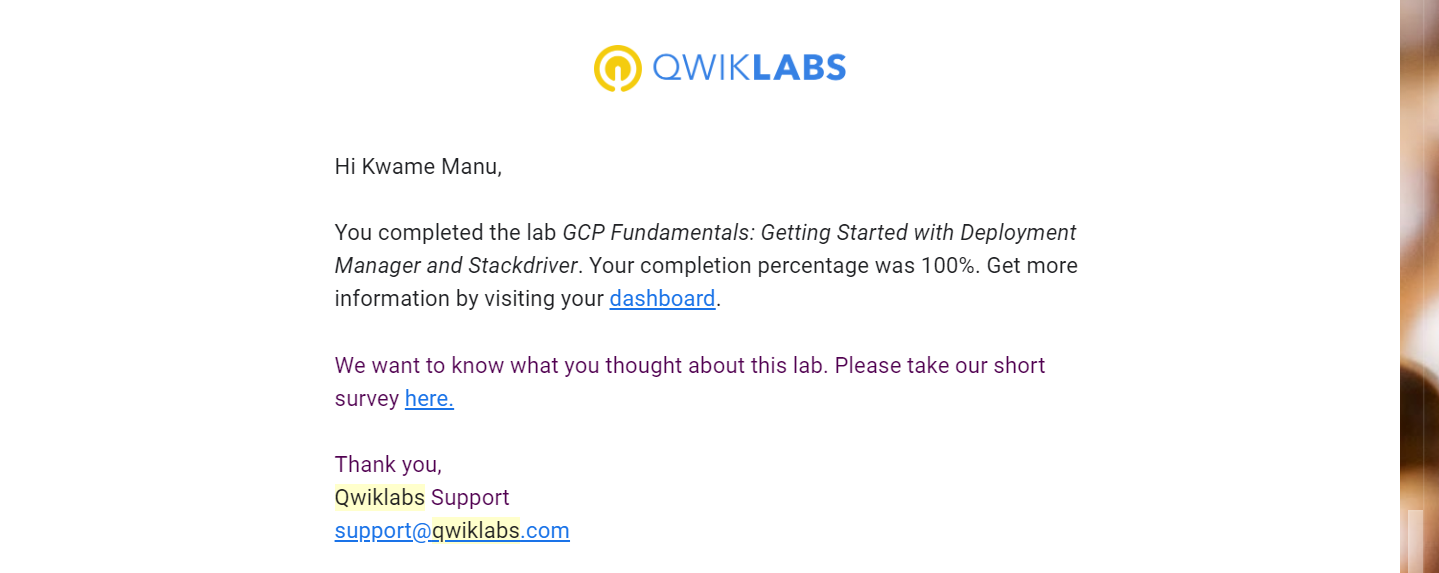 QWIKLABS
Hi Kwame Manu,
You completed the lab GCP Fundamentals: Getting Started with Deployment
Manager and Stackdriver. Your completion percentage was 100%. Get more
information by visiting your dashboard.
We want to know what you thought about this lab. Please take our short
survey here.
Thank you,
Qwiklabs Support
support@qwiklabs.com